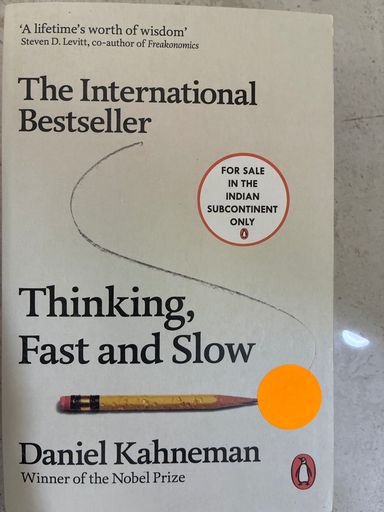 ‘A lifetime’s worth of wisdom’
Steven D. Levitt, co-author of Freakonomics
The International
Bestseller
FOR SALE
IN THE
INDIAN
SUBCONTINENT
ONLY
Thinking,
Fast and Slow
Daniel Kahneman
Winner of the Nobel Prize